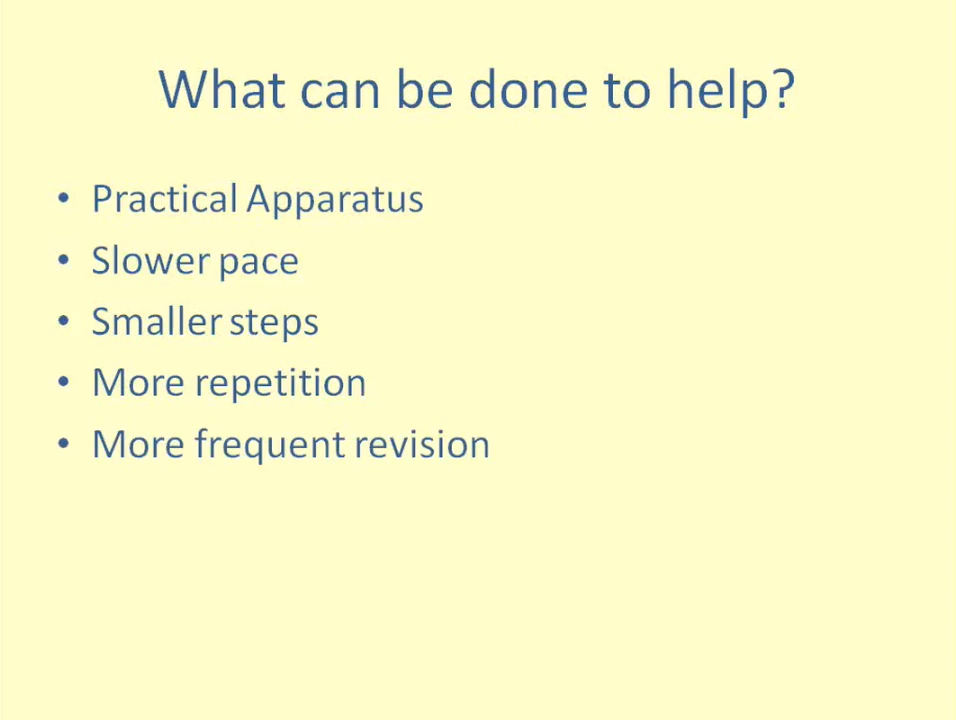 What can be done to help?
• Practical Apparatus
• Slower pace
• Smaller steps
• More repetition
• More frequent revision